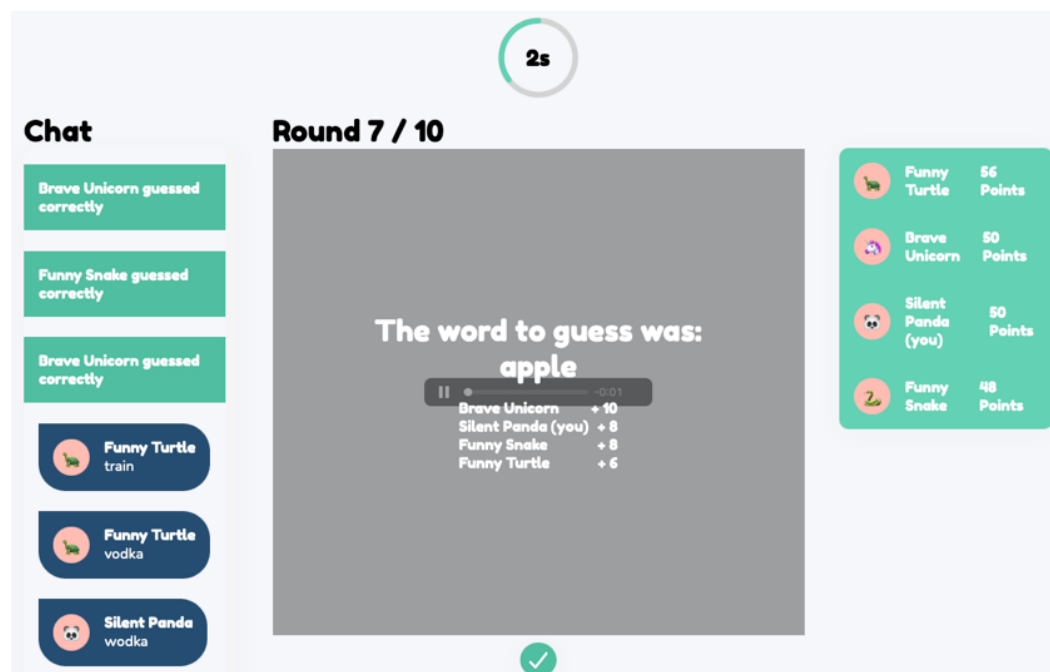 2s
Chat
Round 7 / 10
Brave Unicorn guessed
correctly
Funny Snake guessed
correctly
Brave Unicorn guessed
correctly
Funny Turtle
train
Funny Turtle
vodka
Silent Panda
wodka
The word to guess was:
apple
-0:01
Brave Unicorn + 10
Silent Panda (you) + 8
Funny Snake + 8
Funny Turtle + 6
Funny 56
Turtle Points
Brave 50
Unicorn Points
Silent
Panda 50
(you) Points
Funny 48
Snake Points